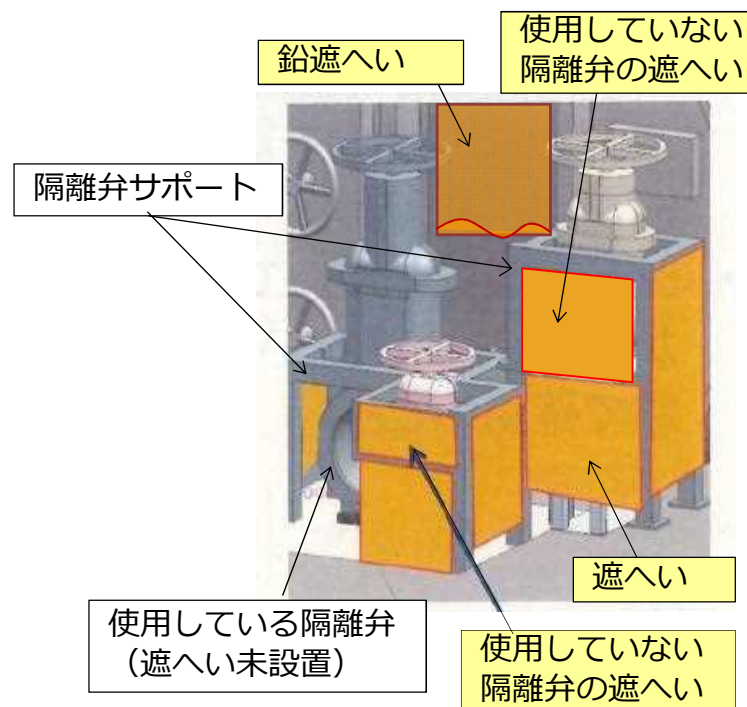 使用していない
隔離弁の遮へい
鉛遮へい
隔離弁サポート
遮へい
使用している隔離弁
（遮へい未設置）
使用していない
隔離弁の遮へい